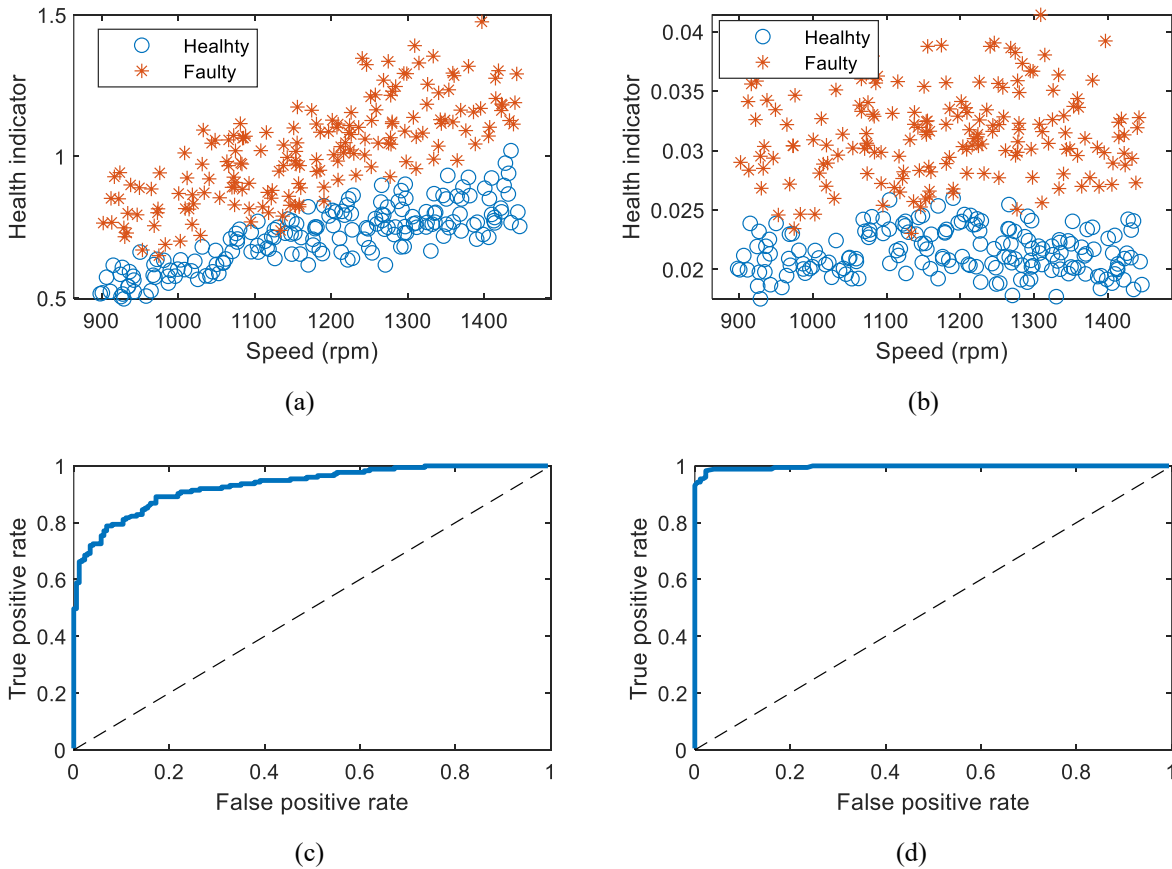 1.5
1
0.5
Healhty
Faulty
Health indicator
900 1000 1100 1200 1300 1400
Speed (rpm)
(a)
0.04
0.035
0.03
0.025
0.02
Healhty
Faulty
Health indicator
900 1000 1100 1200 1300 1400
Speed (rpm)
(b)
1
0.8
0.6
0.4
0.2
0
True positive rate
0 0.2 0.4 0.6 0.8 1
False positive rate
(c)
1
0.8
0.6
0.4
0.2
0
True positive rate
0 0.2 0.4 0.6 0.8 1
False positive rate
(d)